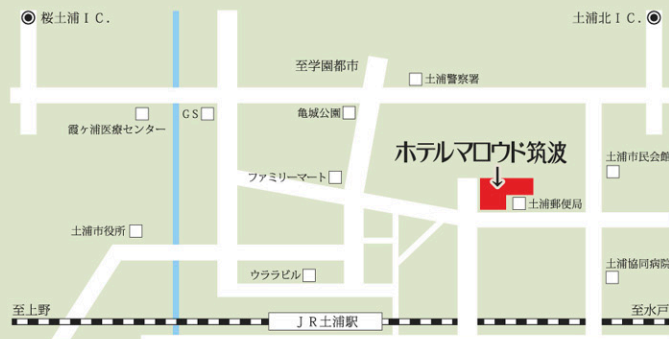 桜土浦ＩＣ.
土浦北ＩＣ.
至学園都市
土浦警察署
霞ヶ浦医療センター
ＧＳ
亀城公園
ホテルマロウド筑波
土浦市民会館
ファミリーマート
土浦郵便局
土浦市役所
ウララビル
土浦協同病院
至上野
ＪＲ土浦駅
至水戸